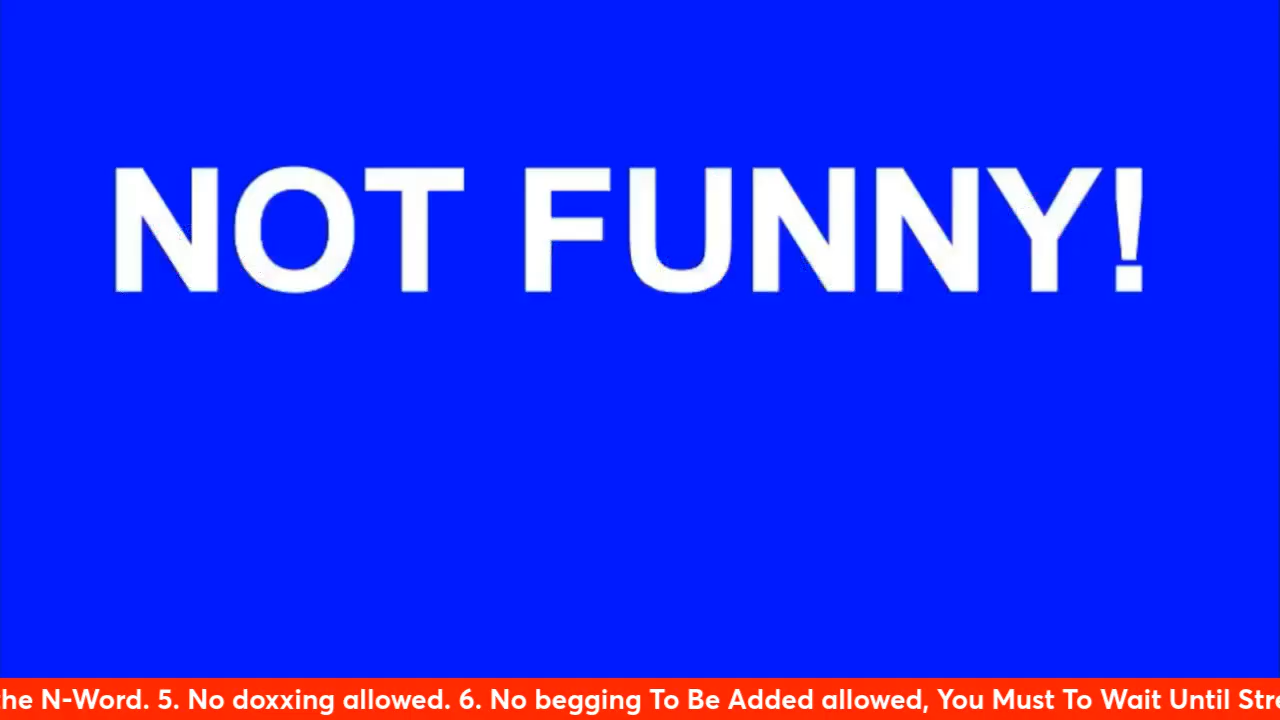 NOT FUNNY!
he N-Word. 5. No doxxing allowed. 6. No begging To Be Added allowed, You Must To Wait Until Stre